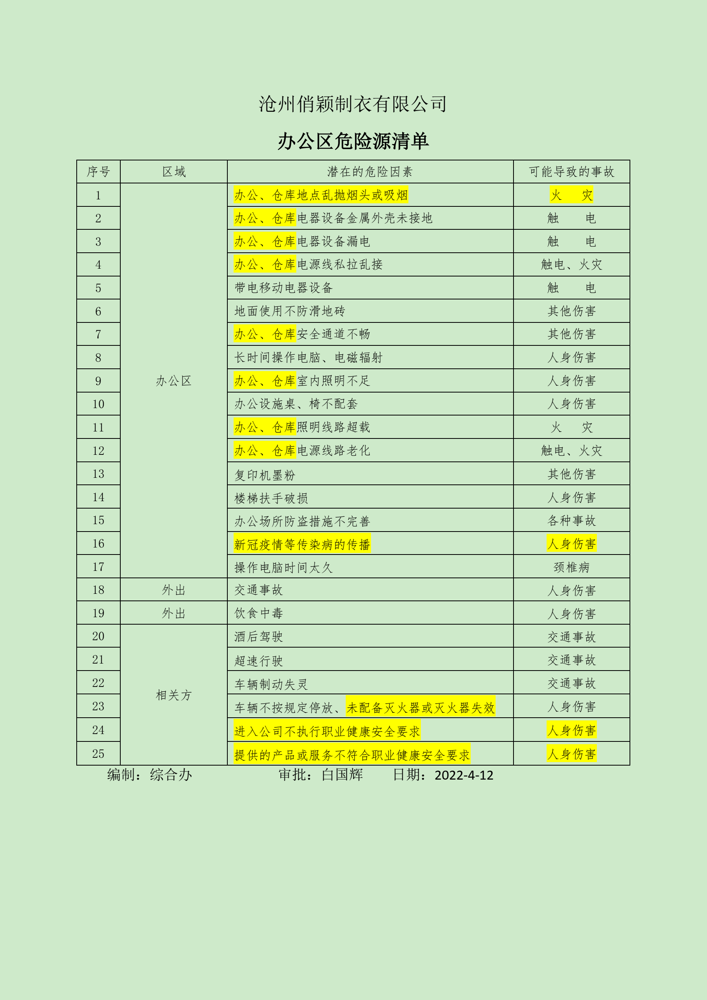 沧州俏颖制衣有限公司
办公区危险源清单
序号 区域 潜在的危险因素 可能导致的事故
1 办公、仓库地点乱抛烟头或吸烟 火 灾
2 办公、仓库电器设备金属外壳未接地 触 电
3 办公、仓库电器设备漏电 触 电
4 办公、仓库电源线私拉乱接 触电、火灾
5 带电移动电器设备 触 电
6 地面使用不防滑地砖 其他伤害
7 办公、仓库安全通道不畅 其他伤害
8 长时间操作电脑、电磁辐射 人身伤害
9 办公区 办公、仓库室内照明不足 人身伤害
10 办公设施桌、椅不配套 人身伤害
11 办公、仓库照明线路超载 火 灾
12 办公、仓库电源线路老化 触电、火灾
13 复印机墨粉 其他伤害
14 楼梯扶手破损 人身伤害
15 办公场所防盗措施不完善 各种事故
16 新冠疫情等传染病的传播 人身伤害
17 操作电脑时间太久 颈椎病
18 外出 交通事故 人身伤害
19 外出 饮食中毒 人身伤害
20 酒后驾驶 交通事故
21 超速行驶 交通事故
22 车辆制动失灵 交通事故
相关方
23 车辆不按规定停放、未配备灭火器或灭火器失效 人身伤害
24 进入公司不执行职业健康安全要求 人身伤害
25 提供的产品或服务不符合职业健康安全要求 人身伤害
编制：综合办 审批：白国辉 日期：2022-4-12